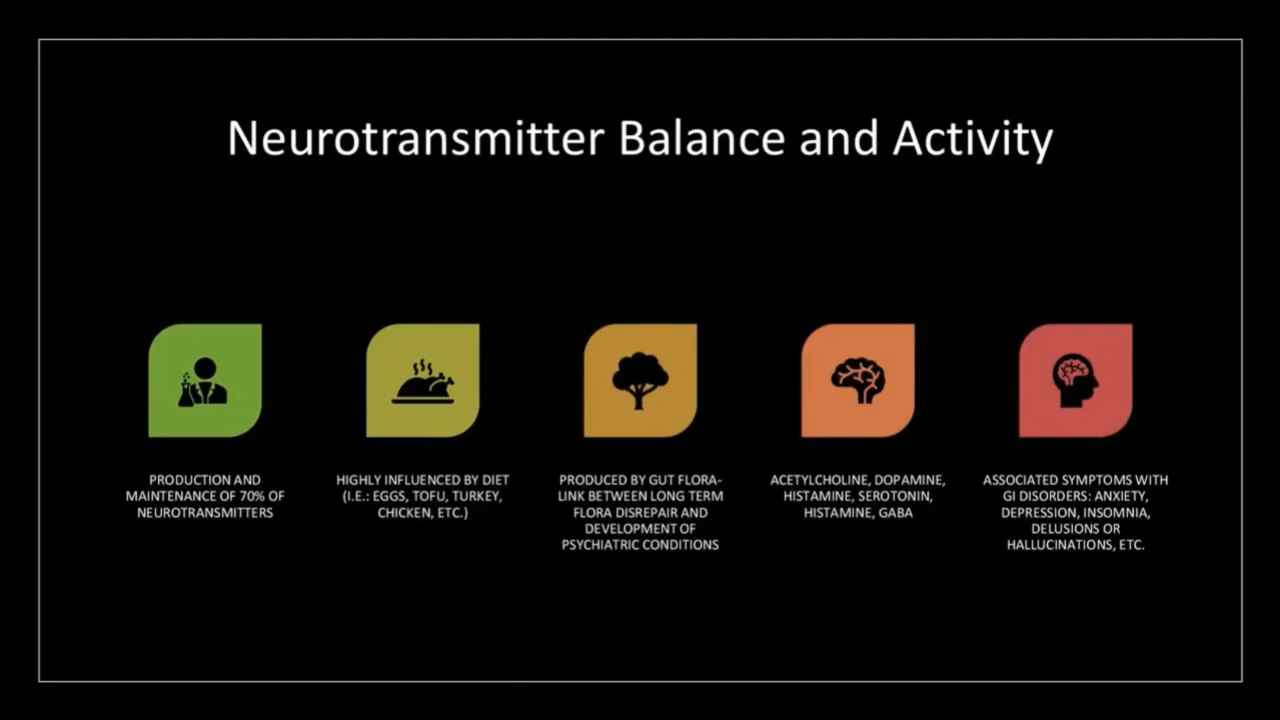 Neurotransmitter Balance and Activity
PRODUCTION AND
MAINTENANCE OF 70% OF
NEUROTRANSMITTERS
HIGHLY INFLUENCED BY DIET
(I.E.: EGGS, TOFU, TURKEY,
CHICKEN, ETC.)
PRODUCED BY GUT FLORA-
LINK BETWEEN LONG TERM
FLORA DISREPAIR AND
DEVELOPMENT OF
PSYCHIATRIC CONDITIONS
ACETYLCHOLINE, DOPAMINE,
HISTAMINE, SEROTONIN,
HISTAMINE, GABA
ASSOCIATED SYMPTOMS WITH
GI DISORDERS: ANXIETY,
DEPRESSION, INSOMNIA,
DELUSIONS OR
HALLUCINATIONS, ETC.